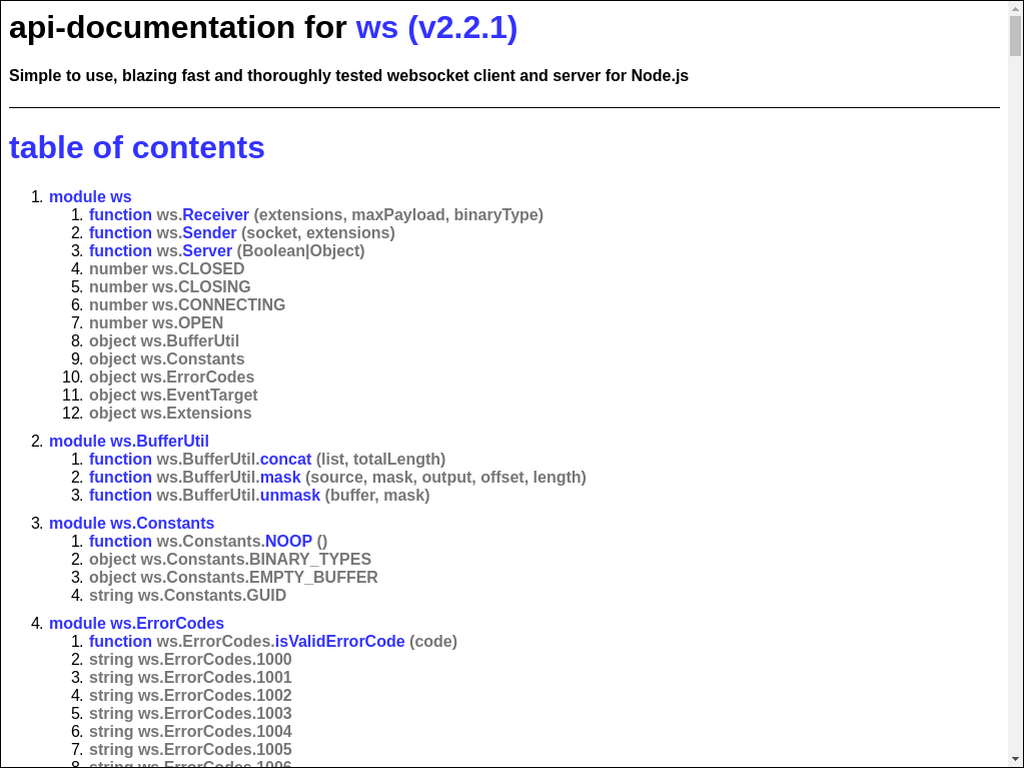 api-documentation for ws (v2.2.1)
Simple to use, blazing fast and thoroughly tested websocket client and server for Node.js
table of contents
1. module ws
1. function ws.Receiver (extensions, maxPayload, binaryType)
2. function ws.Sender (socket, extensions)
3. function ws.Server (Boolean|Object)
4. number ws.CLOSED
5. number ws.CLOSING
6. number ws.CONNECTING
7. number ws.OPEN
8. object ws.BufferUtil
9. object ws.Constants
10. object ws.ErrorCodes
11. object ws.EventTarget
12. object ws.Extensions
2. module ws.BufferUtil
1. function ws.BufferUtil.concat (list, totalLength)
2. function ws.BufferUtil.mask (source, mask, output, offset, length)
3. function ws.BufferUtil.unmask (buffer, mask)
3. module ws.Constants
1. function ws.Constants.NOOP ()
2. object ws.Constants.BINARY_TYPES
3. object ws.Constants.EMPTY_BUFFER
4. string ws.Constants.GUID
4. module ws.ErrorCodes
1. function ws.ErrorCodes.isValidErrorCode (code)
2. string ws.ErrorCodes.1000
3. string ws.ErrorCodes.1001
4. string ws.ErrorCodes.1002
5. string ws.ErrorCodes.1003
6. string ws.ErrorCodes.1004
7. string ws.ErrorCodes.1005
8. string ws.ErrorCodes.1006